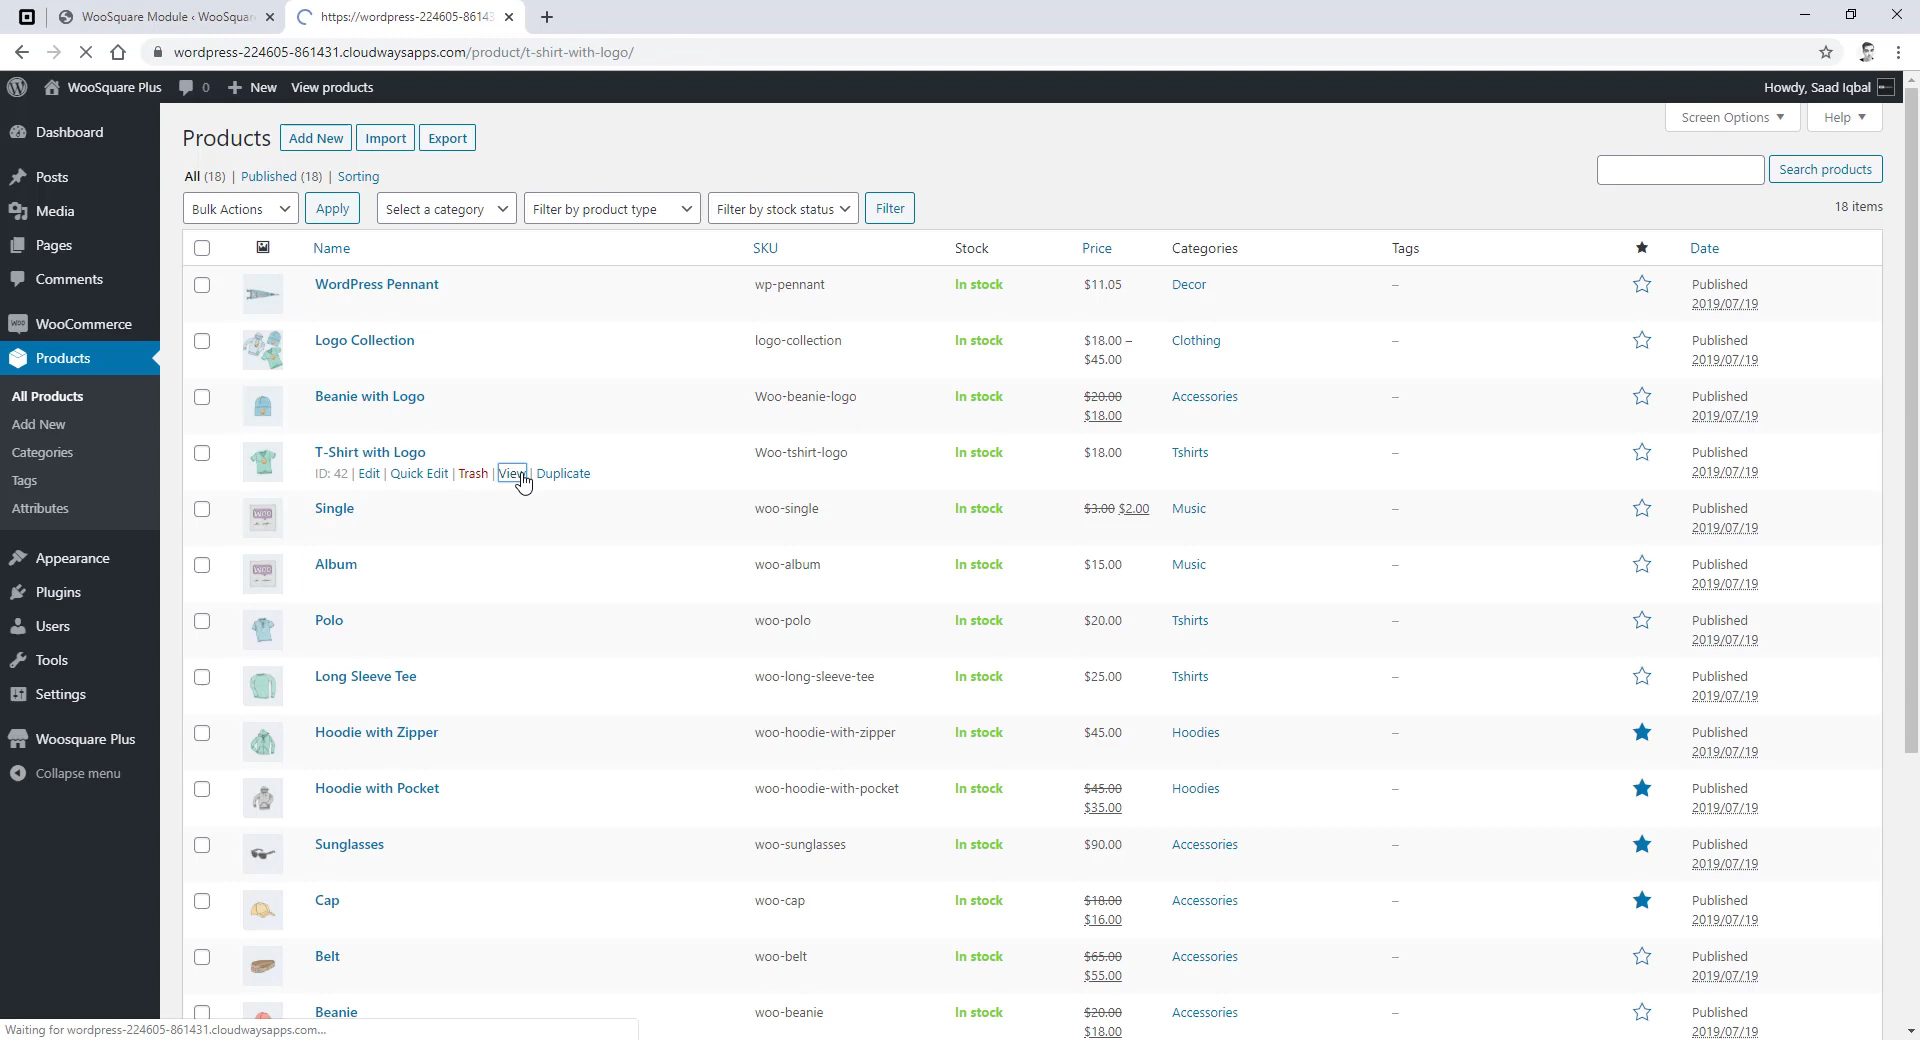 WooSquare Module ‹ WooSquar
https://wordpress-224605-86143
wordpress-224605-861431.cloudwaysapps.com/product/t-shirt-with-logo/
WooSquare Plus 0 New View products Howdy, Saad Iqbal
Dashboard
Posts
Media
Pages
Comments
WooCommerce
Products
All Products
Add New
Categories
Tags
Attributes
Appearance
Plugins
Users
Tools
Settings
Woosquare Plus
Collapse menu
Screen Options Help
Products Add New Import Export
All (18) | Published (18) | Sorting
Search products
Bulk Actions Apply Select a category Filter by product type Filter by stock status Filter 18 items
Name SKU Stock Price Categories Tags Date
WordPress Pennant wp-pennant In stock $11.05 Decor – Published
2019/07/19
Logo Collection logo-collection In stock $18.00 – Clothing – Published
$45.00 2019/07/19
Beanie with Logo Woo-beanie-logo In stock $20.00 Accessories – Published
$18.00 2019/07/19
T-Shirt with Logo Woo-tshirt-logo In stock $18.00 Tshirts – Published
ID: 42 | Edit | Quick Edit | Trash | View | Duplicate 2019/07/19
Single woo-single In stock $3.00 $2.00 Music – Published
2019/07/19
Album woo-album In stock $15.00 Music – Published
2019/07/19
Polo woo-polo In stock $20.00 Tshirts – Published
2019/07/19
Long Sleeve Tee woo-long-sleeve-tee In stock $25.00 Tshirts – Published
2019/07/19
Hoodie with Zipper woo-hoodie-with-zipper In stock $45.00 Hoodies – Published
2019/07/19
Hoodie with Pocket woo-hoodie-with-pocket In stock $45.00 Hoodies – Published
$35.00 2019/07/19
Sunglasses woo-sunglasses In stock $90.00 Accessories – Published
2019/07/19
Cap woo-cap In stock $18.00 Accessories – Published
$16.00 2019/07/19
Belt woo-belt In stock $65.00 Accessories – Published
$55.00 2019/07/19
Beanie woo-beanie In stock $20.00 Accessories – Published
$18.00 2019/07/19
Waiting for wordpress-224605-861431.cloudwaysapps.com...